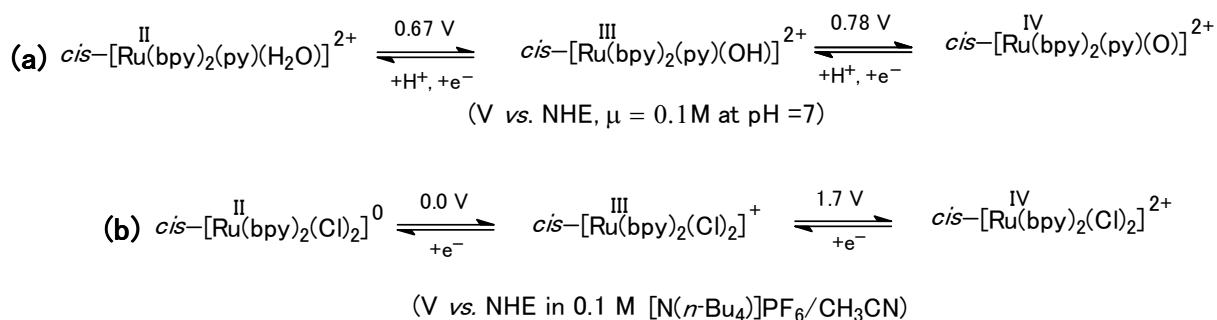 II III IV
(a) cis–[Ru(bpy)₂(py)(H₂O)]²⁺ 0.67 V +H⁺, +e⁻ cis–[Ru(bpy)₂(py)(OH)]²⁺ 0.78 V +H⁺, +e⁻ cis–[Ru(bpy)₂(py)(O)]²⁺
(V vs. NHE, μ = 0.1M at pH =7)
II III IV
(b) cis–[Ru(bpy)₂(Cl)₂]⁰ 0.0 V +e⁻ cis–[Ru(bpy)₂(Cl)₂]⁺ 1.7 V +e⁻ cis–[Ru(bpy)₂(Cl)₂]²⁺
(V vs. NHE in 0.1 M [N(n-Bu₄)]PF₆/CH₃CN)